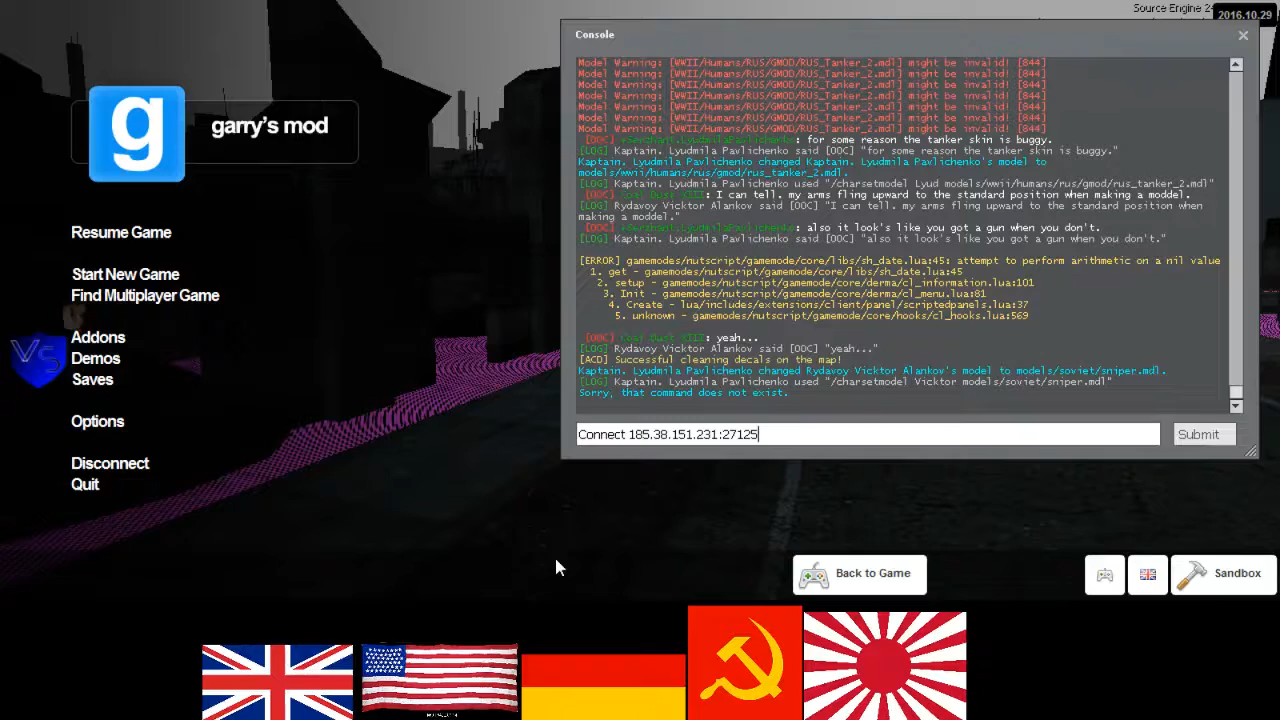 Source Engine 2
2016.10.29
Console
garry's mod
Resume Game
Start New Game
Find Multiplayer Game
Addons
Demos
Saves
Options
Disconnect
Quit
VS
Model Warning: [WWII/Humans/RUS/GMOD/RUS_Tanker_2.mdl] might be invalid! [844]
Model Warning: [WWII/Humans/RUS/GMOD/RUS_Tanker_2.mdl] might be invalid! [844]
Model Warning: [WWII/Humans/RUS/GMOD/RUS_Tanker_2.mdl] might be invalid! [844]
Model Warning: [WWII/Humans/RUS/GMOD/RUS_Tanker_2.mdl] might be invalid! [844]
Model Warning: [WWII/Humans/RUS/GMOD/RUS_Tanker_2.mdl] might be invalid! [844]
Model Warning: [WWII/Humans/RUS/GMOD/RUS_Tanker_2.mdl] might be invalid! [844]
Model Warning: [WWII/Humans/RUS/GMOD/RUS_Tanker_2.mdl] might be invalid! [844]
[OOC] for some reason the tanker skin is buggy.
[LOG] Kaptain. Lyudmila Pavlichenko said [OOC] "for some reason the tanker skin is buggy."
Kaptain. Lyudmila Pavlichenko changed Kaptain. Lyudmila Pavlichenko's model to
models/wwii/humans/rus/gmod/rus_tanker_2.mdl.
[LOG] Kaptain. Lyudmila Pavlichenko used "/charsetmodel Lyud models/wwii/humans/rus/gmod/rus_tanker_2.mdl"
[OOC] : I can tell. my arms fling upward to the standard position when making a moddel.
[LOG] Rydavoy Vicktor Alankov said [OOC] "I can tell. my arms fling upward to the standard position when
making a moddel."
[OOC] : also it look's like you got a gun when you don't.
[LOG] Kaptain. Lyudmila Pavlichenko said [OOC] "also it look's like you got a gun when you don't."
[ERROR] gamemodes/nutscript/gamemode/core/libs/sh_date.lua:45: attempt to perform arithmetic on a nil value
1. get - gamemodes/nutscript/gamemode/core/libs/sh_date.lua:45
2. setup - gamemodes/nutscript/gamemode/core/derma/cl_information.lua:101
3. Init - gamemodes/nutscript/gamemode/core/derma/cl_menu.lua:81
4. Create - lua/includes/extensions/client/panel/scriptedpanels.lua:37
5. unknown - gamemodes/nutscript/gamemode/core/hooks/cl_hooks.lua:569
[OOC] : yeah...
[LOG] Rydavoy Vicktor Alankov said [OOC] "yeah..."
[ACD] Successful cleaning decals on the map!
Kaptain. Lyudmila Pavlichenko changed Rydavoy Vicktor Alankov's model to models/soviet/sniper.mdl.
[LOG] Kaptain. Lyudmila Pavlichenko used "/charsetmodel Vicktor models/soviet/sniper.mdl"
Sorry, that command does not exist.
Connect 185.38.151.231:27125
Submit
Back to Game
Sandbox